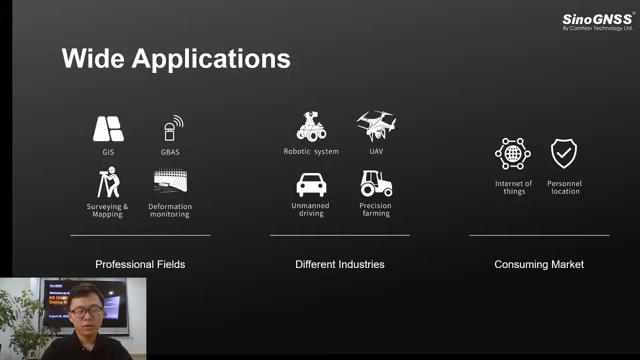 SinoGNSS®
By ComNav Technology Ltd.
Wide Applications
GIS
GBAS
Surveying &
Mapping
Deformation
monitoring
Professional Fields
Robotic system
UAV
Unmanned
driving
Precision
farming
Different Industries
Internet of
things
Personnel
location
Consuming Market